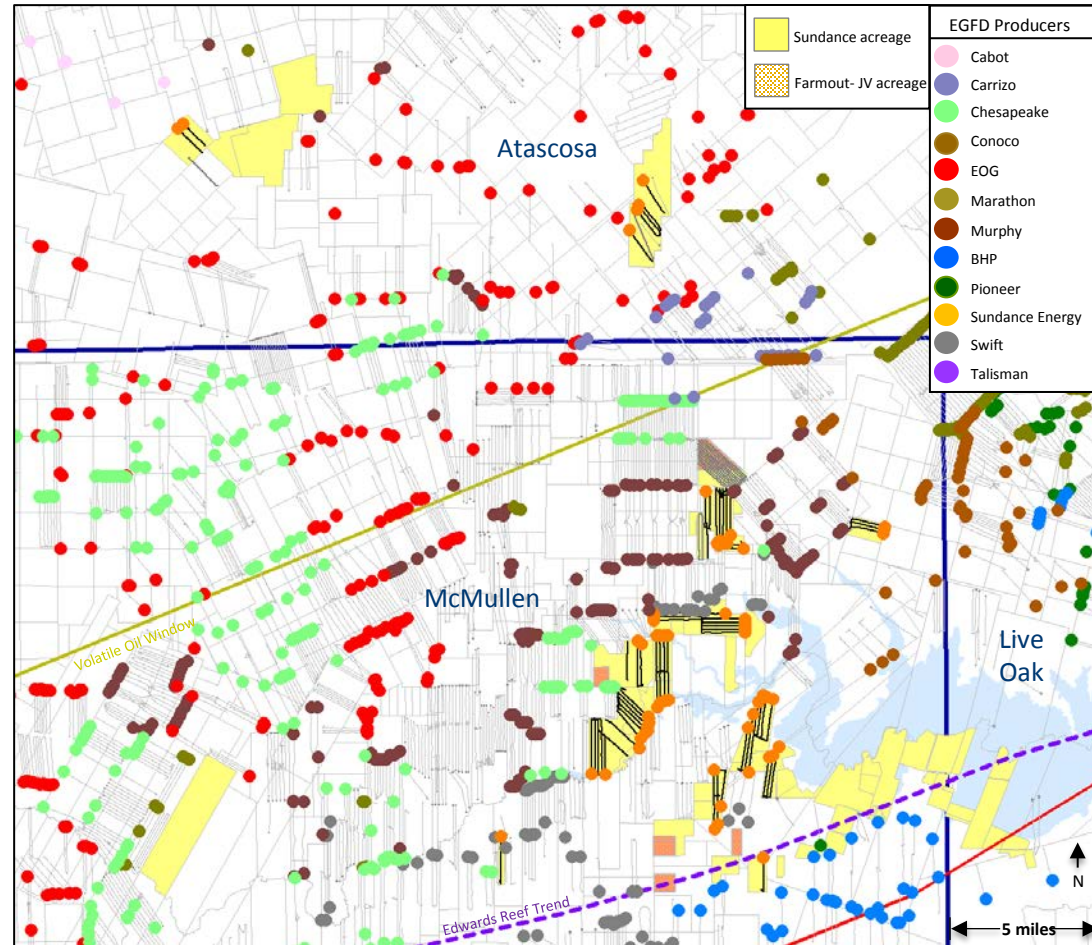 Sundance acreage
Farmout- JV acreage
EGFD Producers
Cabot
Carrizo
Chesapeake
Conoco
EOG
Marathon
Murphy
BHP
Pioneer
Sundance Energy
Swift
Talisman
Atascosa
McMullen
Volatile Oil Window
Live
Oak
Edwards Reef Trend
N
5 miles